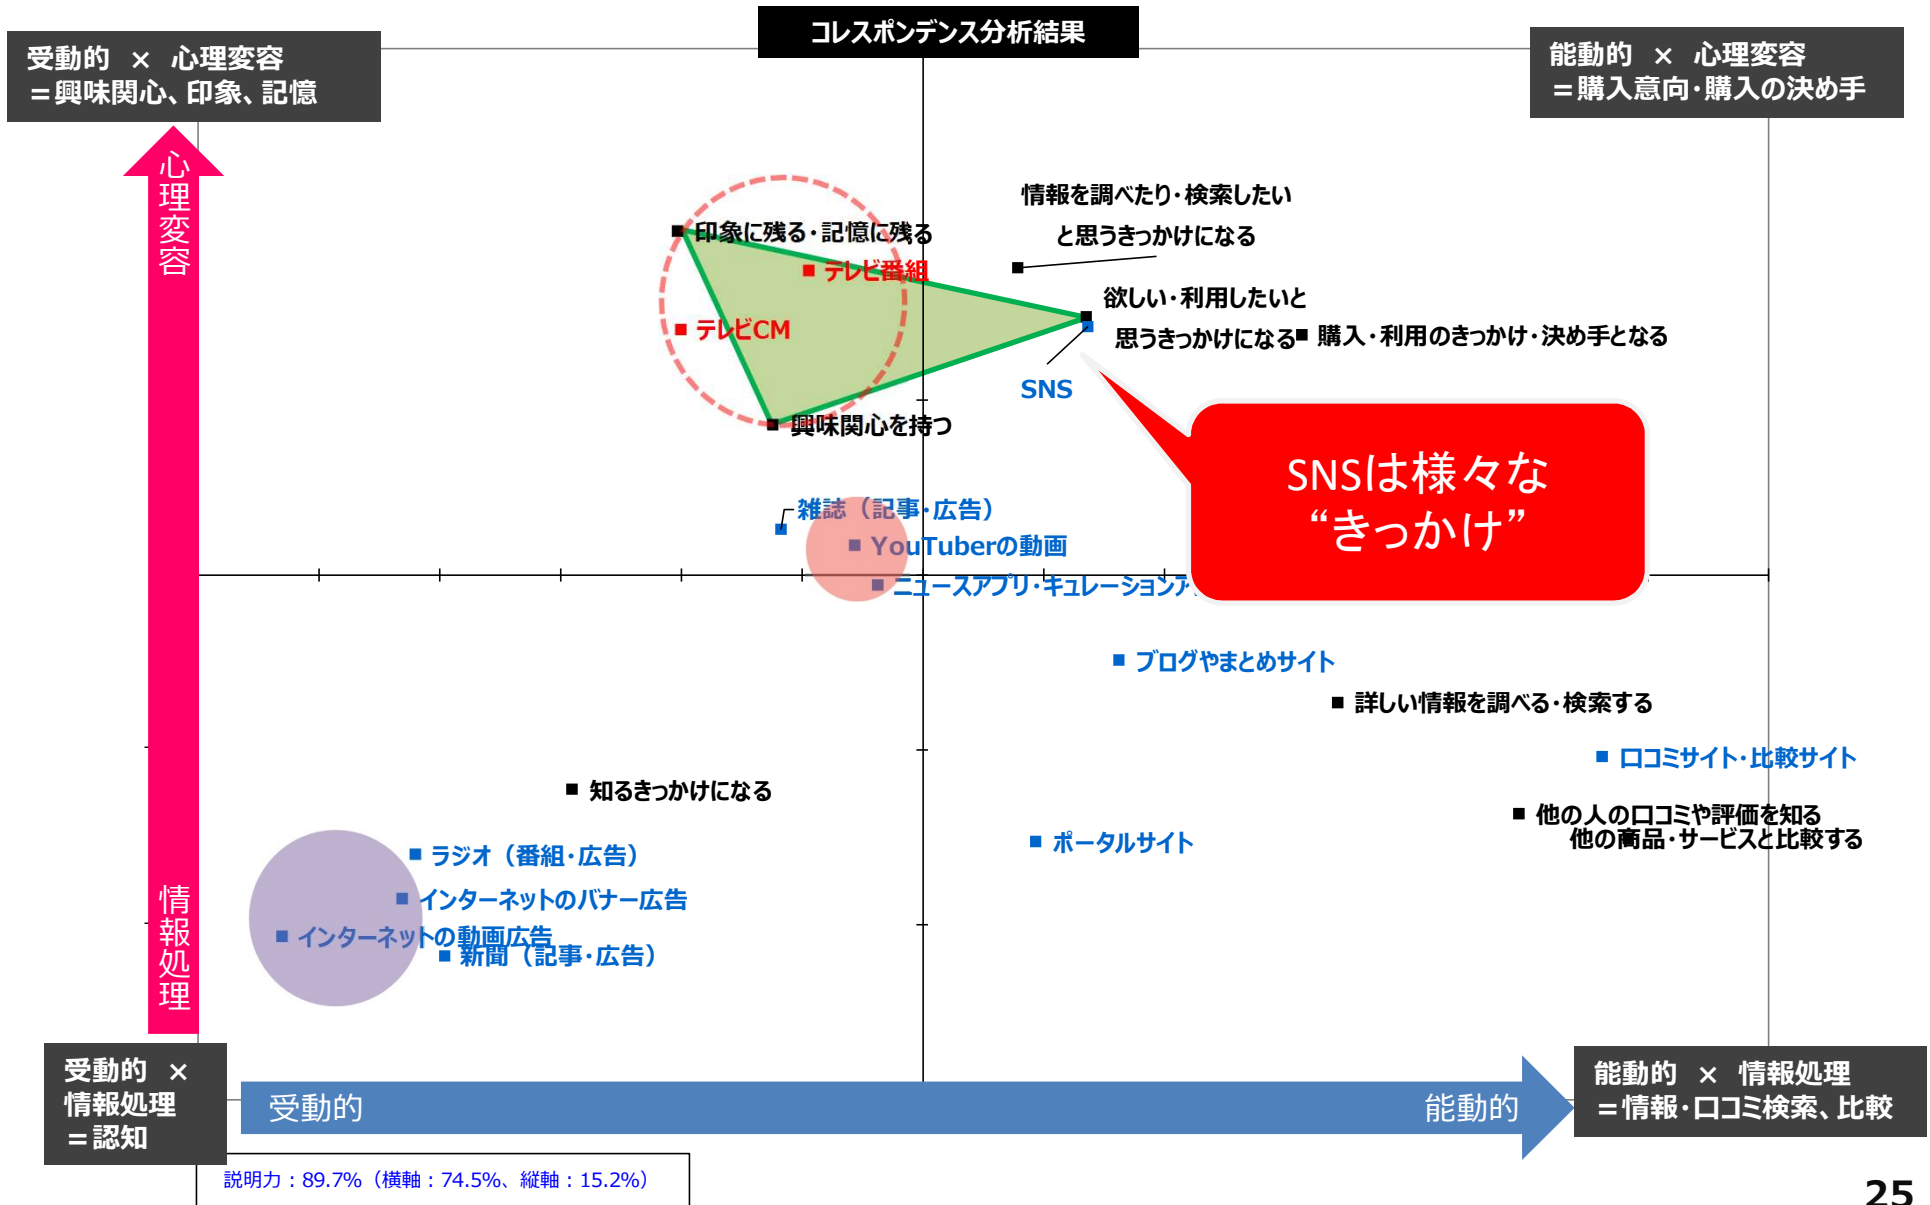 コレスポンデンス分析結果
受動的 × 心理変容
＝興味関心、印象、記憶
能動的 × 心理変容
＝購入意向・購入の決め手
心理変容
情報を調べたり・検索したい
と思うきっかけになる
印象に残る・記憶に残る
テレビ番組
欲しい・利用したいと
思うきっかけになる
テレビCM
購入・利用のきっかけ・決め手となる
SNS
興味関心を持つ
SNSは様々な
“きっかけ”
雑誌（記事・広告）
YouTuberの動画
ニュースアプリ・キュレーション
ブログやまとめサイト
詳しい情報を調べる・検索する
口コミサイト・比較サイト
知るきっかけになる
他の人の口コミや評価を知る
他の商品・サービスと比較する
ポータルサイト
ラジオ（番組・広告）
インターネットのバナー広告
インターネットの動画広告
新聞（記事・広告）
情報処理
受動的 ×
情報処理
＝認知
受動的
能動的
能動的 × 情報処理
＝情報・口コミ検索、比較
説明力：89.7%（横軸：74.5%、縦軸：15.2%）
25